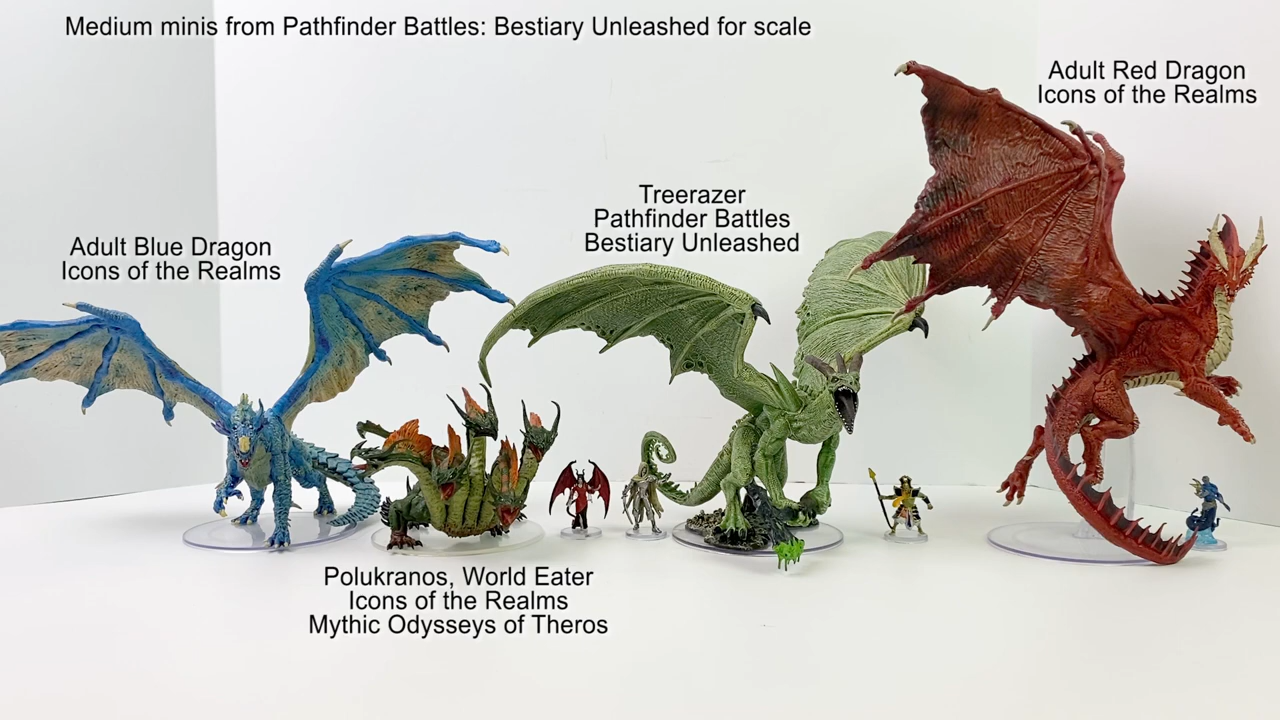 Medium minis from Pathfinder Battles: Bestiary Unleashed for scale
Adult Red Dragon
Icons of the Realms
Treerazer
Pathfinder Battles
Bestiary Unleashed
Adult Blue Dragon
Icons of the Realms
Polukranos, World Eater
Icons of the Realms
Mythic Odysseys of Theros